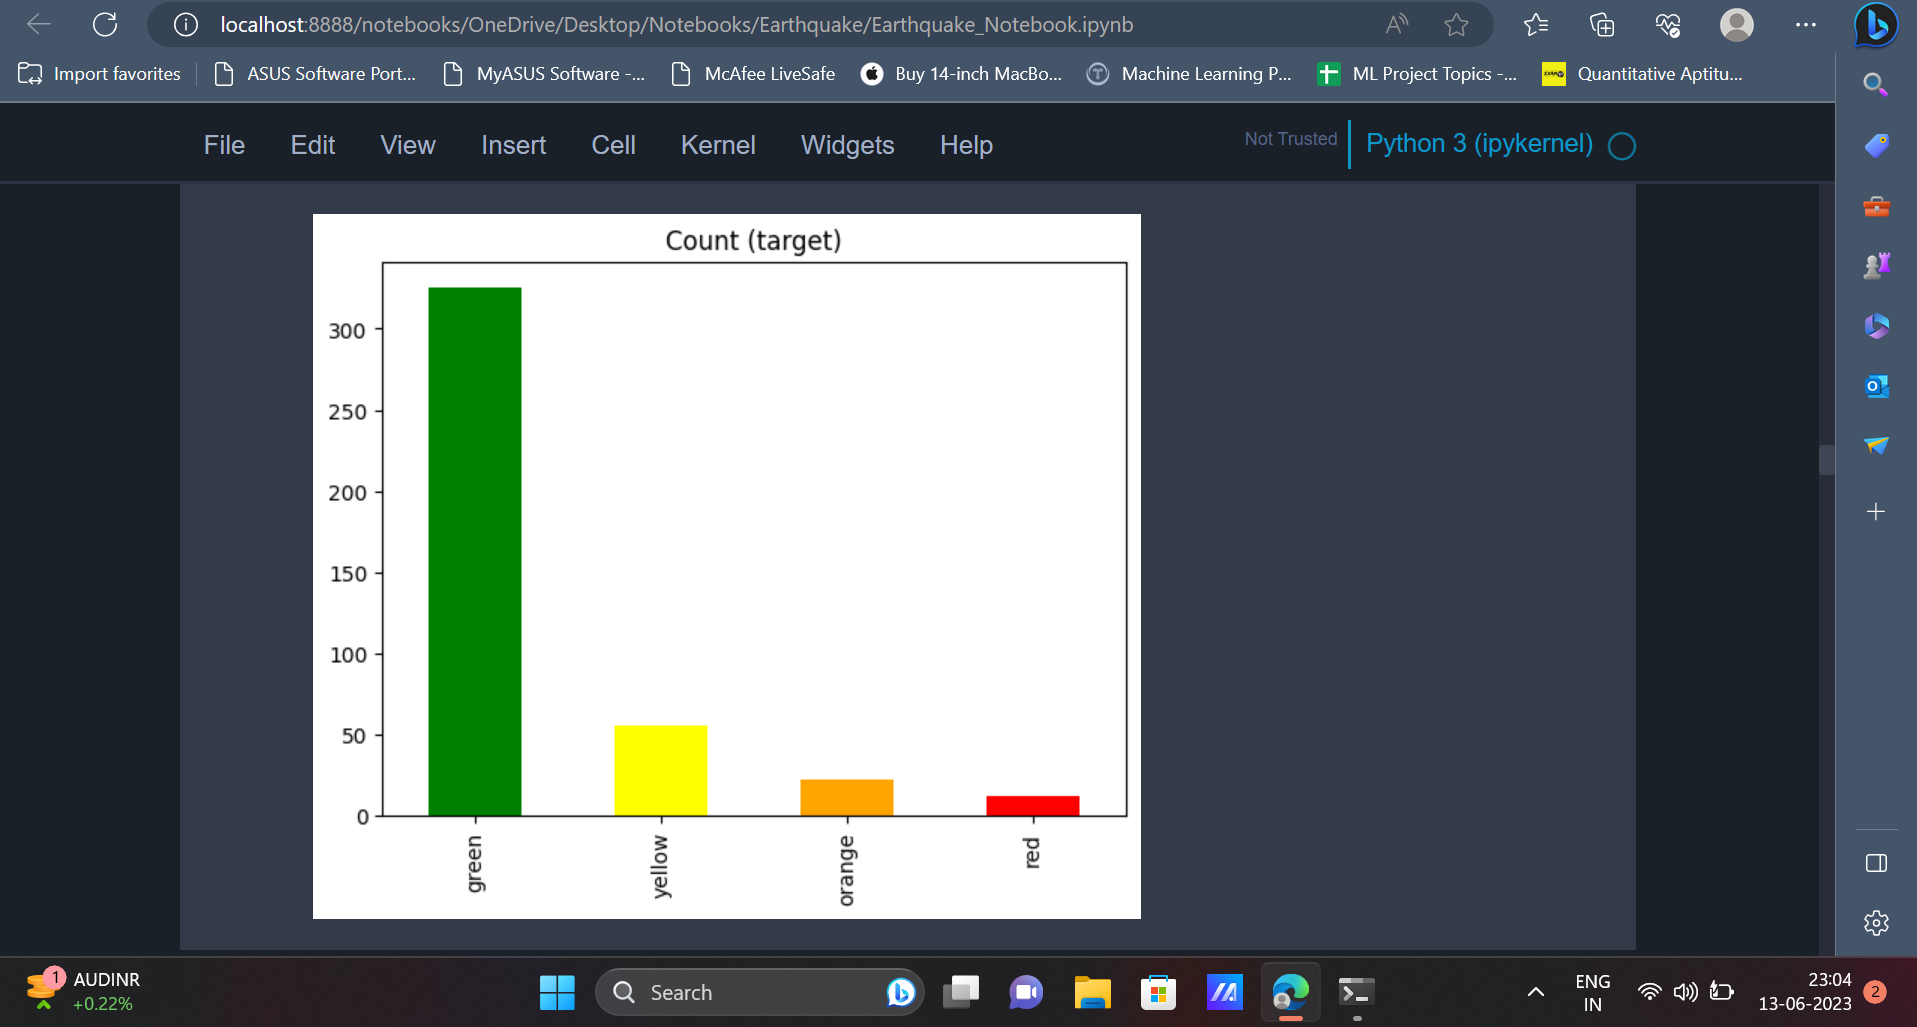 localhost:8888/notebooks/OneDrive/Desktop/Notebooks/Earthquake/Earthquake_Notebook.ipynb
Import favorites ASUS Software Port... MyASUS Software -... McAfee LiveSafe Buy 14-inch MacBo... Machine Learning P... ML Project Topics -... Quantitative Aptitu...
File Edit View Insert Cell Kernel Widgets Help Not Trusted Python 3 (ipykernel)
Count (target)
300
250
200
150
100
50
0
green yellow orange red
1 AUDINR
+0.22%
Search
ENG
IN
23:04
13-06-2023
2